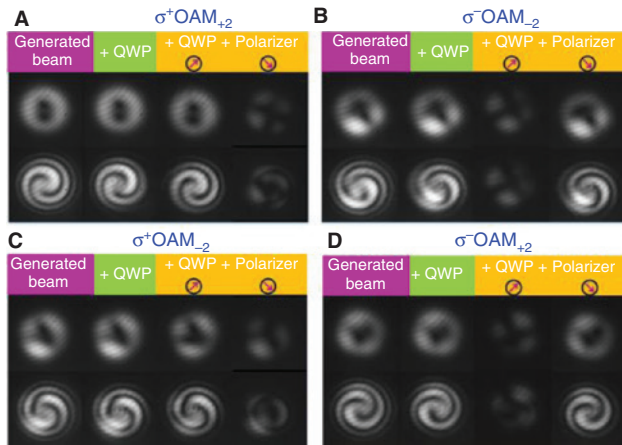 A σ⁺OAM₊₂
Generated beam + QWP + QWP + Polarizer
B σ⁻OAM₋₂
Generated beam + QWP + QWP + Polarizer
C σ⁺OAM₋₂
Generated beam + QWP + QWP + Polarizer
D σ⁻OAM₊₂
Generated beam + QWP + QWP + Polarizer